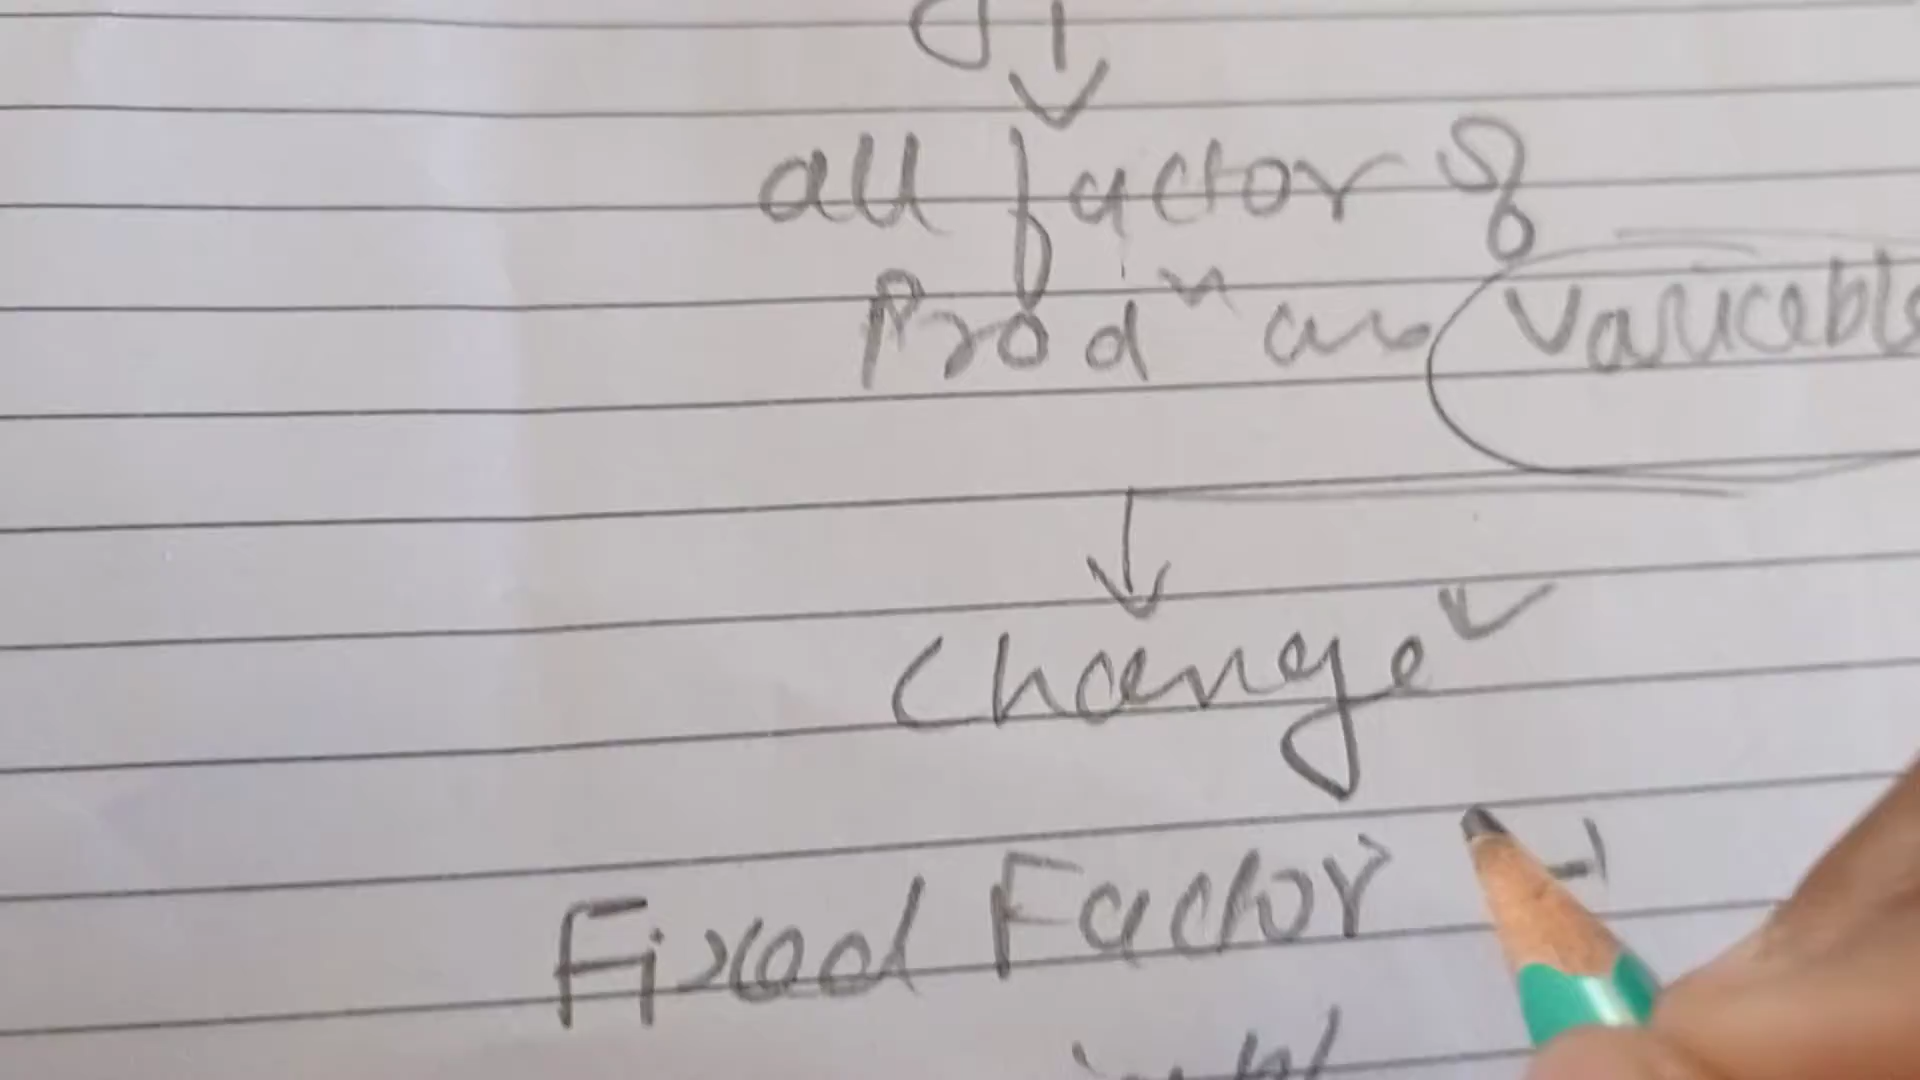 all factor of
Prodⁿ are variable
Change
Fixed Factor